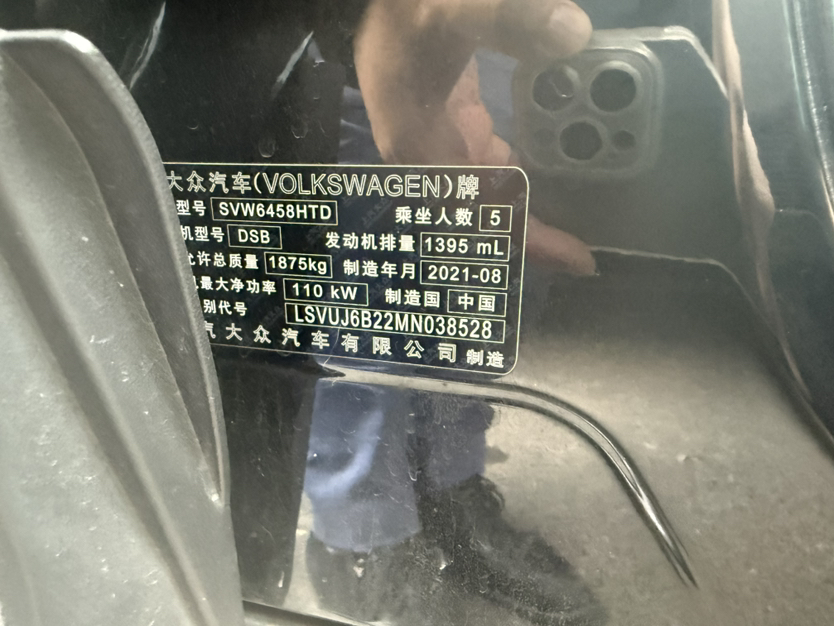 大众汽车(VOLKSWAGEN)牌
型号 SVW6458HTD 乘坐人数 5
机型号 DSB 发动机排量 1395 mL
允许总质量 1875kg 制造年月 2021-08
最大净功率 110 kW 制造国 中国
别代号 LSVUJ6B22MN038528
汽大众汽车有限公司 制造